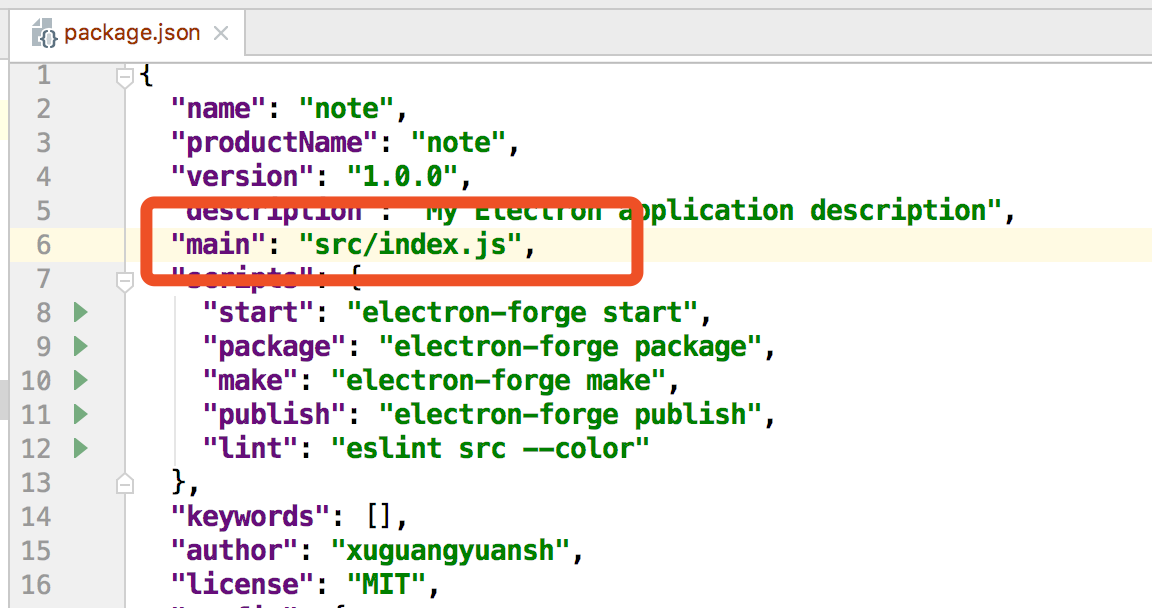 package.json
1 {
2 "name": "note",
3 "productName": "note",
4 "version": "1.0.0",
5 "description": "My Electron application description",
6 "main": "src/index.js",
7 "scripts": {
8 "start": "electron-forge start",
9 "package": "electron-forge package",
10 "make": "electron-forge make",
11 "publish": "electron-forge publish",
12 "lint": "eslint src --color"
13 },
14 "keywords": [],
15 "author": "xuguangyuansh",
16 "license": "MIT",